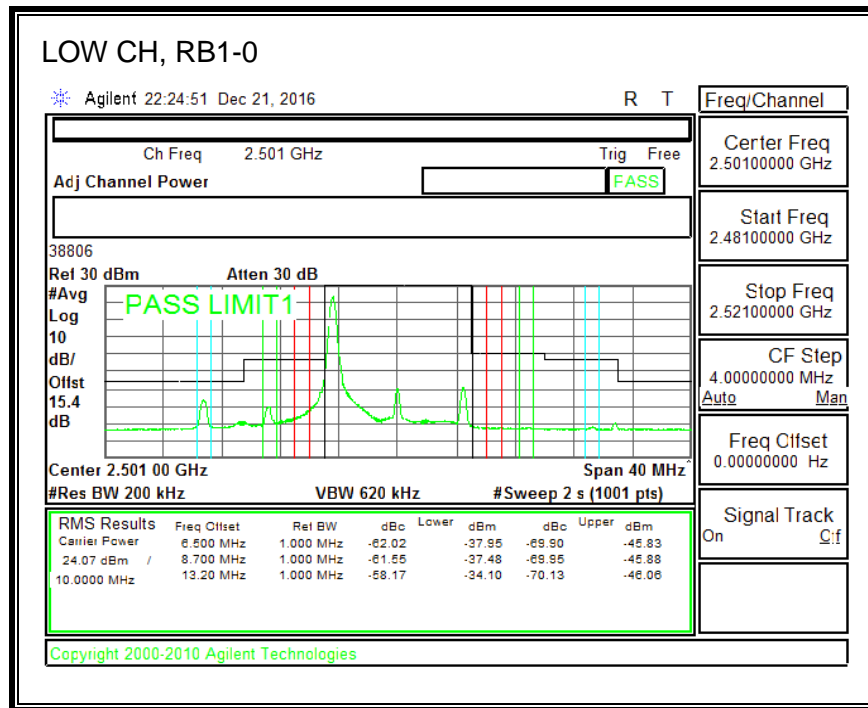 LOW CH, RB1-0
Agilent 22:24:51 Dec 21, 2016 R T
Freq/Channel
Ch Freq 2.501 GHz Trig Free
Adj Channel Power PASS
Center Freq
2.50100000 GHz
Start Freq
2.48100000 GHz
Stop Freq
2.52100000 GHz
CF Step
4.00000000 MHz
Auto Man
Freq Offset
0.00000000 Hz
Signal Track
On Off
38806
Ref 30 dBm Atten 30 dB
#Avg
Log
10
dB/
Offst
15.4
dB
PASS LIMIT1
Center 2.501 00 GHz Span 40 MHz^
#Res BW 200 kHz VBW 620 kHz #Sweep 2 s (1001 pts)
RMS Results Freq Offset Ref BW dBc Lower dBm dBc Upper dBm
Carrier Power 6.500 MHz 1.000 MHz -62.02 -37.95 -69.90 -45.83
24.07 dBm / 8.700 MHz 1.000 MHz -61.55 -37.48 -69.95 -45.88
10.0000 MHz 13.20 MHz 1.000 MHz -58.17 -34.10 -70.13 -46.06
Copyright 2000-2010 Agilent Technologies